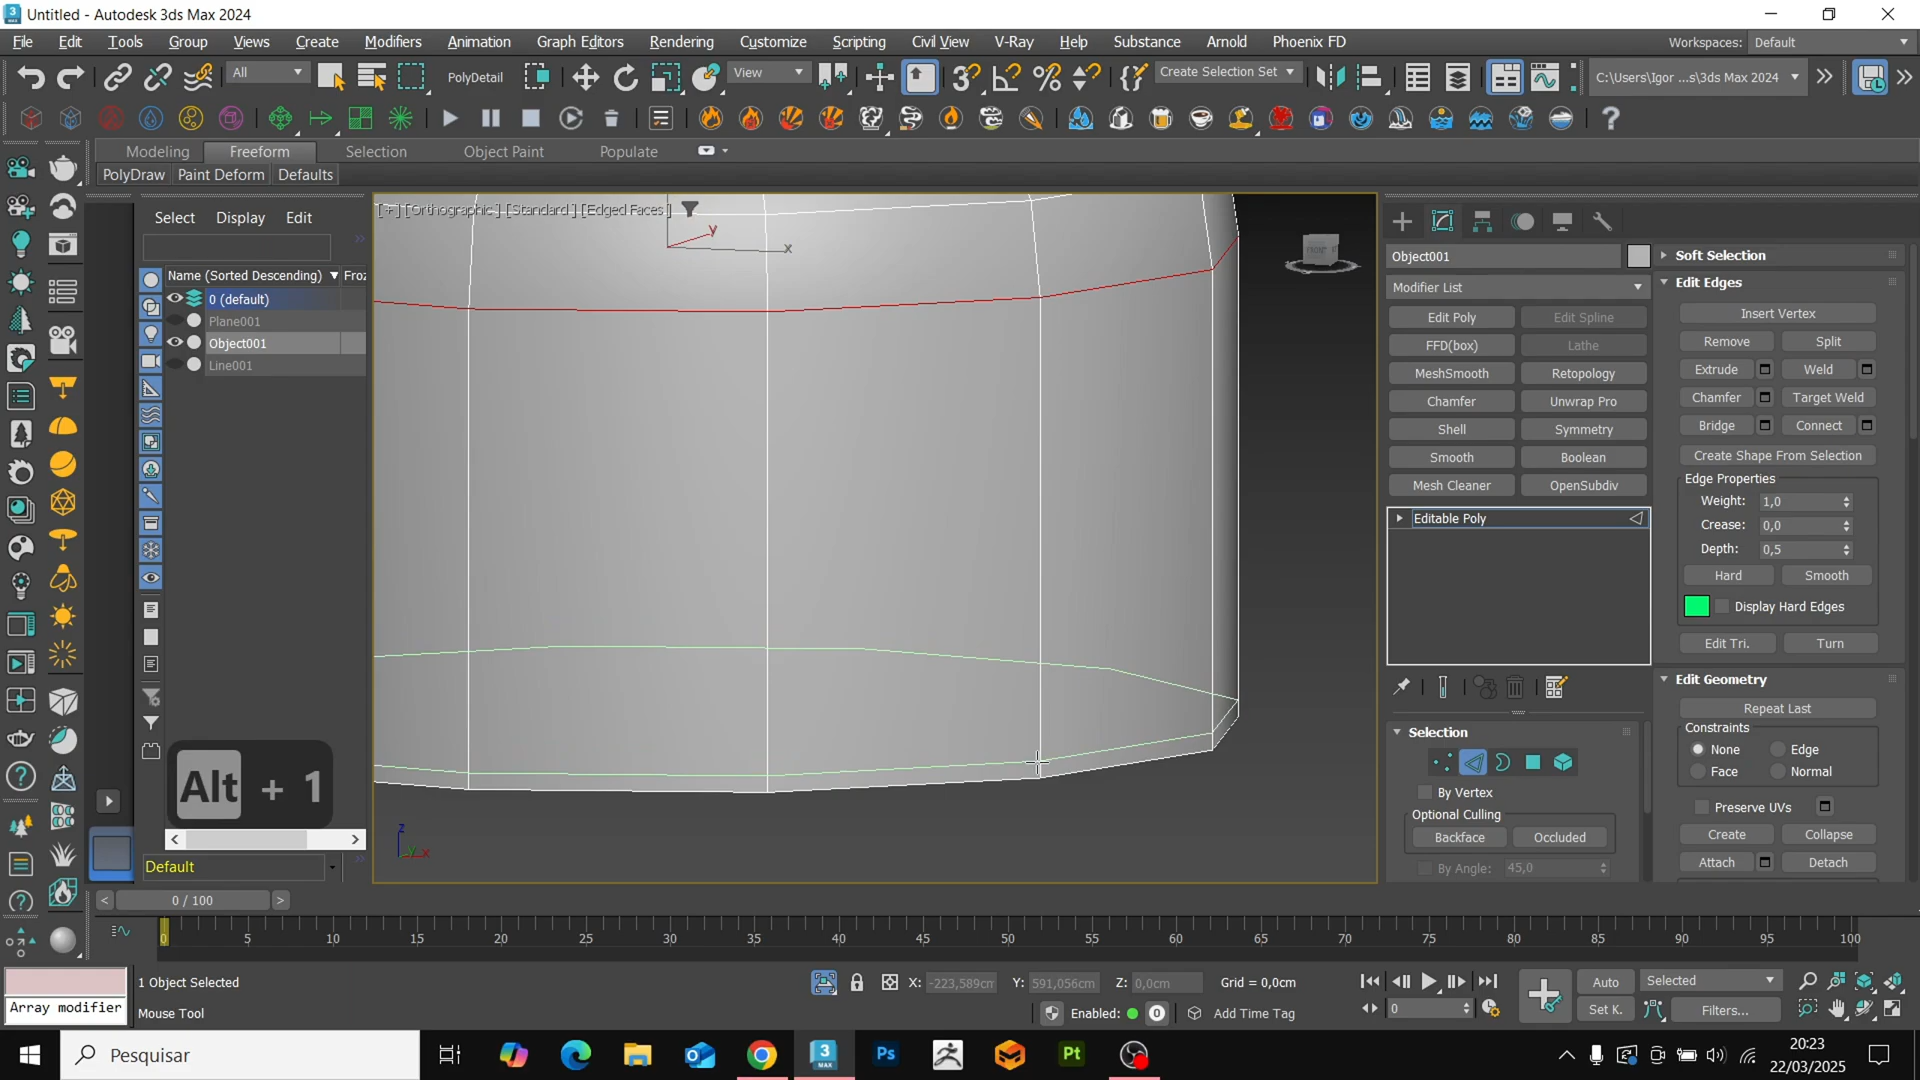 Untitled - Autodesk 3ds Max 2024
File Edit Tools Group Views Create Modifiers Animation Graph Editors Rendering Customize Scripting Civil View V-Ray Help Substance Arnold Phoenix FD
Workspaces: Default
All PolyDetail View Create Selection Set C:\Users\Igor ...s\3ds Max 2024
Modeling Freeform Selection Object Paint Populate
PolyDraw Paint Deform Defaults
Select Display Edit
[+] [Orthographic] [Standard] [Edged Faces]
Name (Sorted Descending) Froz
0 (default)
Plane001
Object001
Line001
Default
Alt + 1
y
x
z
FRONT
Object001
Modifier List
Edit Poly Edit Spline
FFD(box) Lathe
MeshSmooth Retopology
Chamfer Unwrap Pro
Shell Symmetry
Smooth Boolean
Mesh Cleaner OpenSubdiv
Editable Poly
Selection
By Vertex
Optional Culling
Backface Occluded
By Angle: 45,0
Soft Selection
Edit Edges
Insert Vertex
Remove Split
Extrude Weld
Chamfer Target Weld
Bridge Connect
Create Shape From Selection
Edge Properties
Weight: 1,0
Crease: 0,0
Depth: 0,5
Hard Smooth
Display Hard Edges
Edit Tri. Turn
Edit Geometry
Repeat Last
Constraints
None Edge
Face Normal
Preserve UVs
Create Collapse
Attach Detach
0 / 100
0 5 10 15 20 25 30 35 40 45 50 55 60 65 70 75 80 85 90 95 100
1 Object Selected X: -223,589cm Y: 591,056cm Z: 0,0cm Grid = 0,0cm Auto Selected
Array modifier Mouse Tool Enabled: 0 Add Time Tag 0 Set K. Filters...
Pesquisar
20:23
22/03/2025